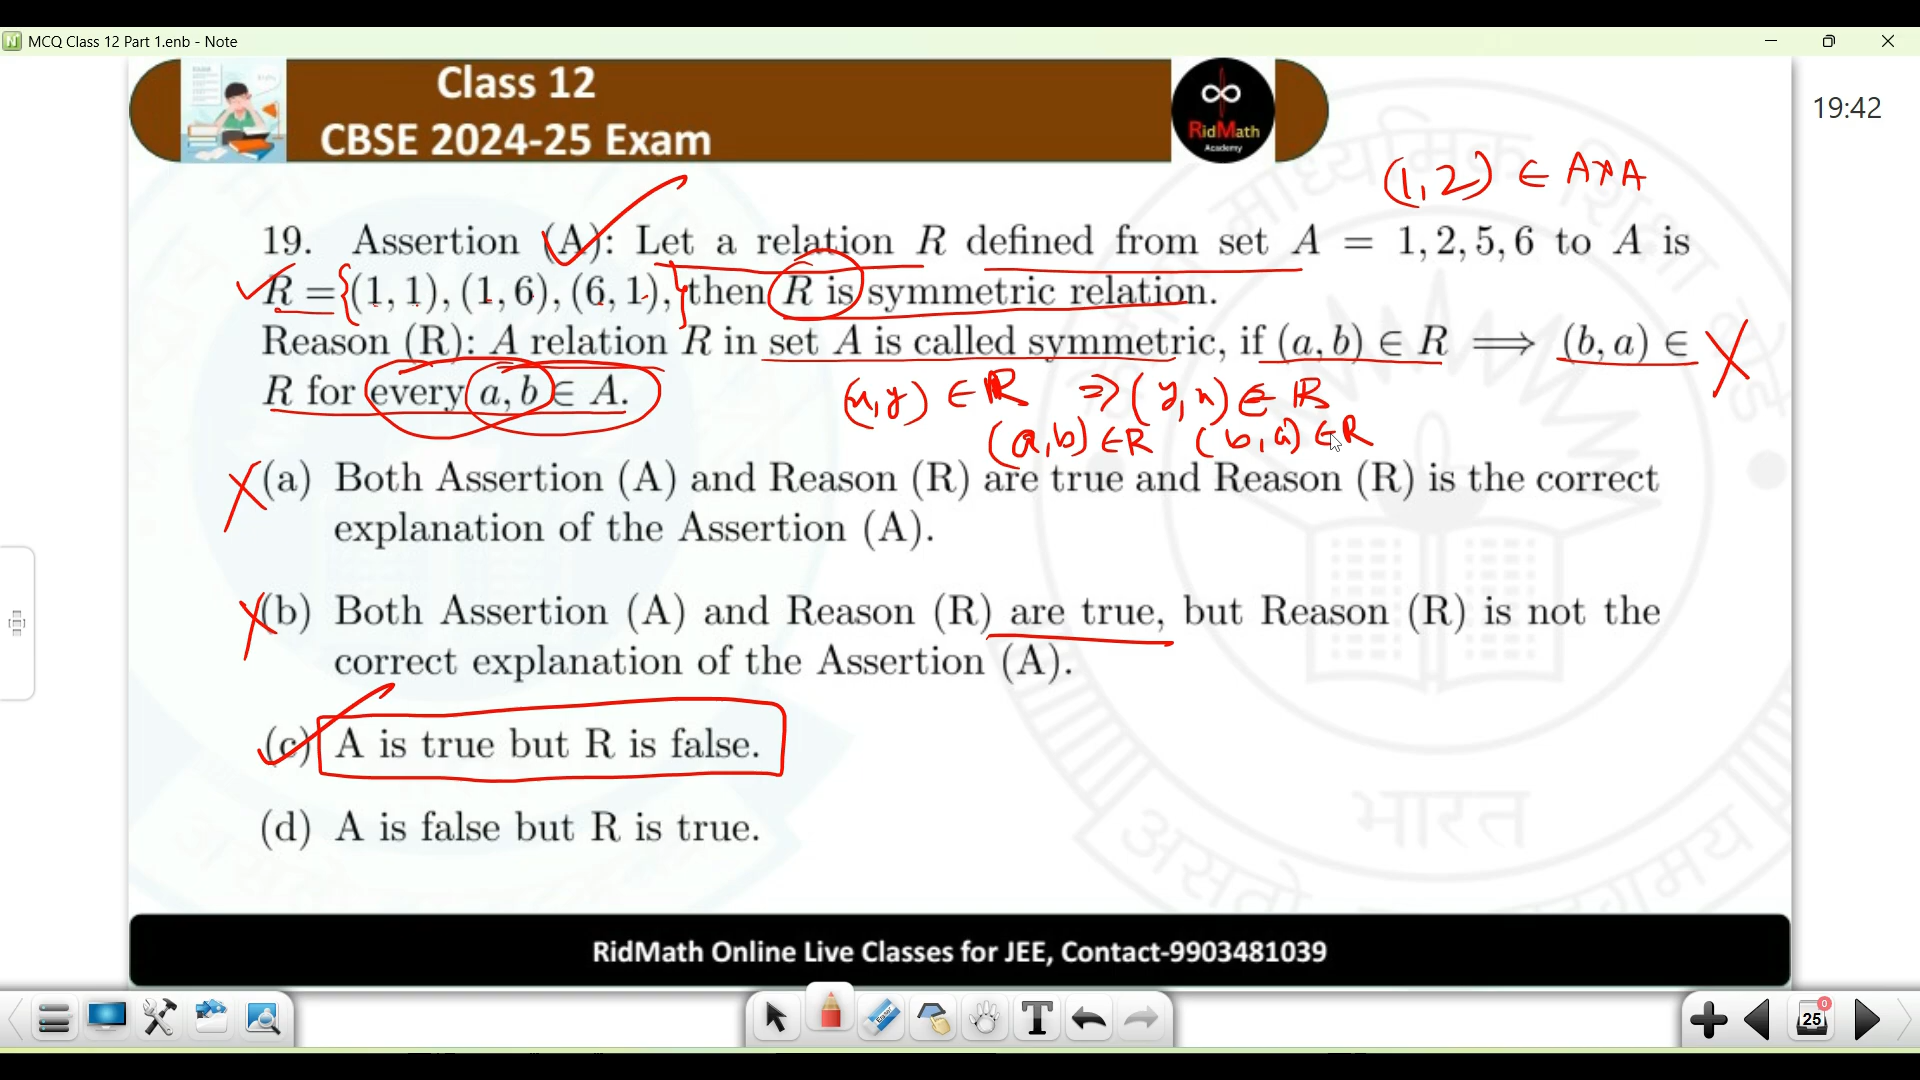 MCQ Class 12 Part 1.enb - Note
Class 12
CBSE 2024-25 Exam
RidMath
Academy
19:42
(1,2) ∈ A×A
19. Assertion (A): Let a relation R defined from set A = 1, 2, 5, 6 to A is
R = {(1, 1), (1, 6), (6, 1),} then R is symmetric relation.
Reason (R): A relation R in set A is called symmetric, if (a, b) ∈ R ⟹ (b, a) ∈
R for every a, b ∈ A.
(x,y) ∈ R ⇒ (y,x) ∈ R
(a,b) ∈ R (b,a) ∈ R
(a) Both Assertion (A) and Reason (R) are true and Reason (R) is the correct
explanation of the Assertion (A).
(b) Both Assertion (A) and Reason (R) are true, but Reason (R) is not the
correct explanation of the Assertion (A).
(c) A is true but R is false.
(d) A is false but R is true.
भारत
RidMath Online Live Classes for JEE, Contact-9903481039
0
25